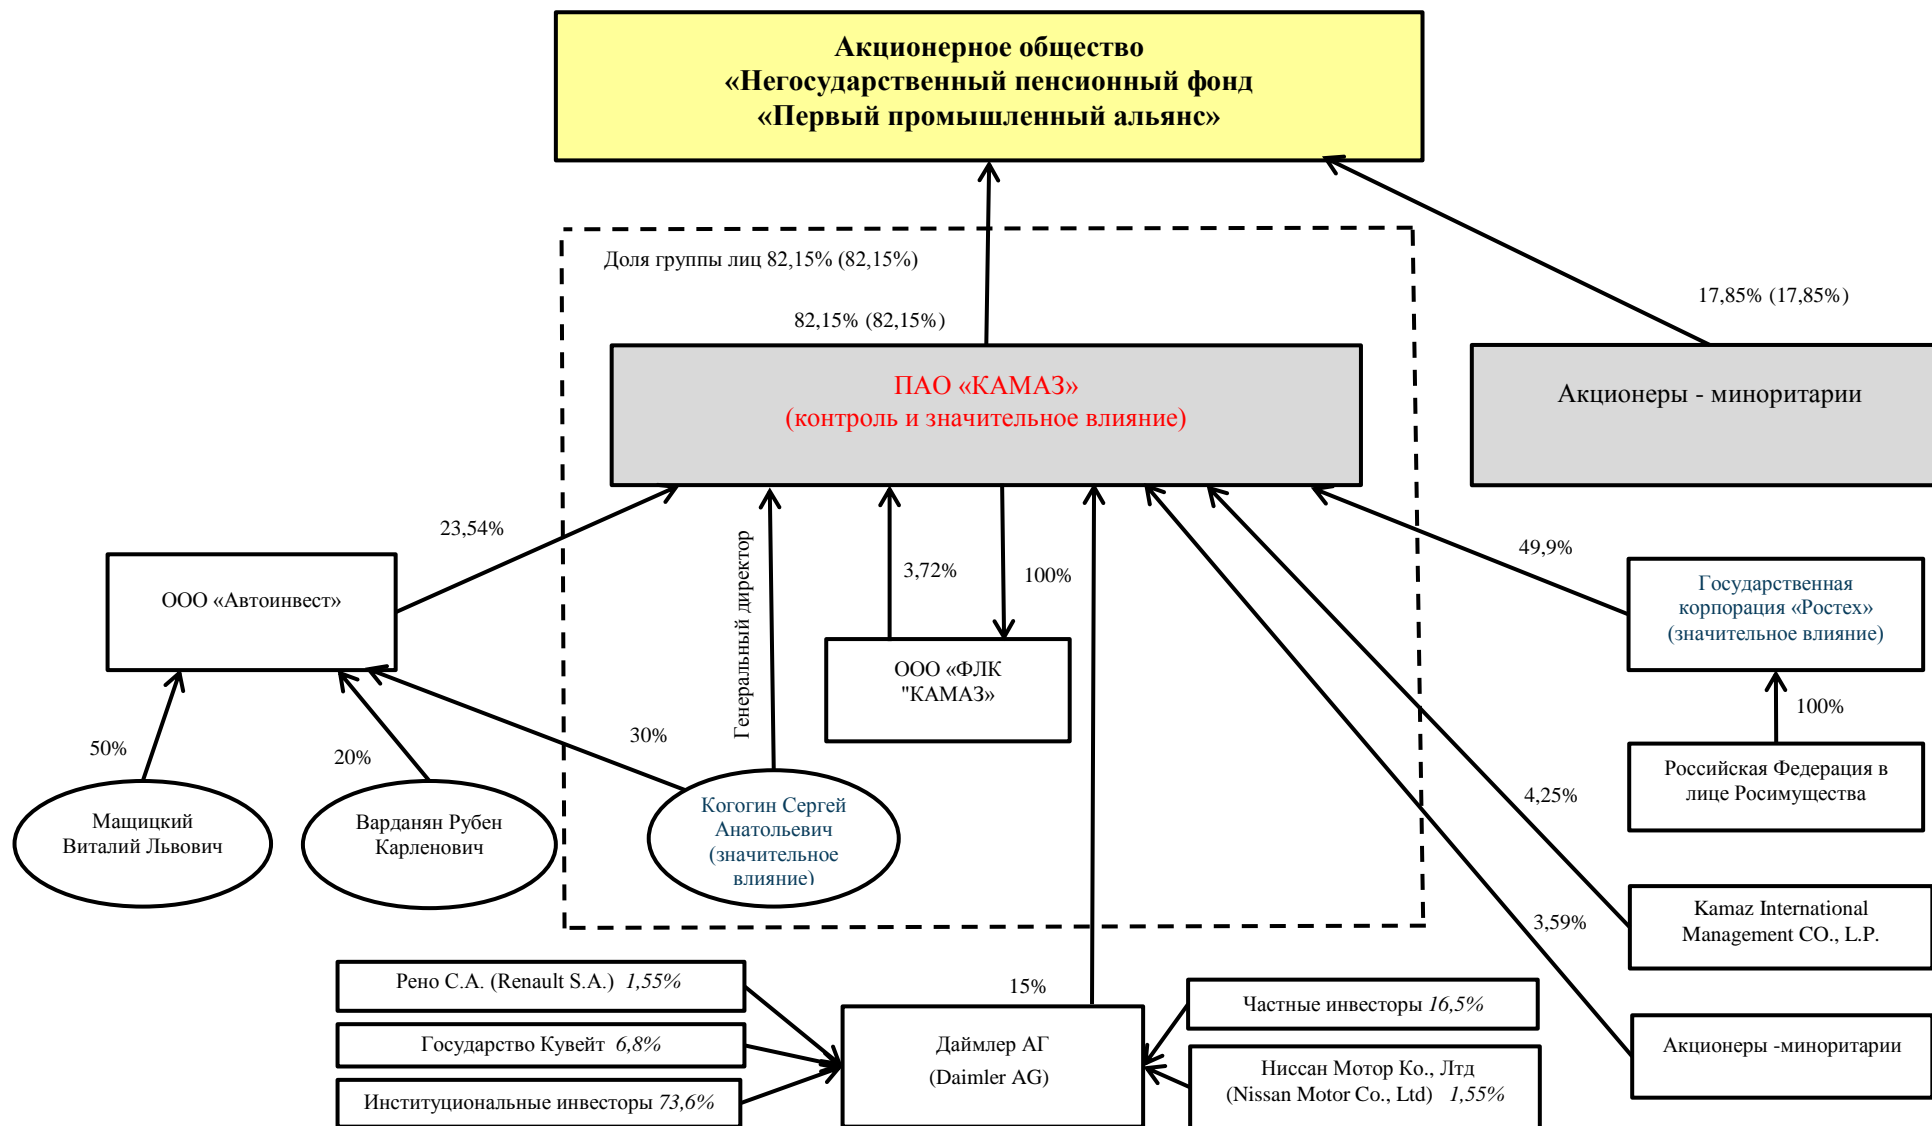 Акционерное общество
«Негосударственный пенсионный фонд
«Первый промышленный альянс»
Доля группы лиц 82,15% (82,15%)
82,15% (82,15%)
17,85% (17,85%)
ПАО «КАМАЗ»
(контроль и значительное влияние)
Акционеры - миноритарии
23,54%
Генеральный директор
3,72%
100%
49,9%
ООО «Автоинвест»
ООО «ФЛК
"КАМАЗ»
Государственная
корпорация «Ростех»
(значительное влияние)
50%
20%
30%
100%
Мащицкий
Виталий Львович
Варданян Рубен
Карленович
Когогин Сергей
Анатольевич
(значительное
влияние)
Российская Федерация в
лице Росимущества
4,25%
Kamaz International
Management CO., L.P.
3,59%
Рено С.А. (Renault S.A.) 1,55%
15%
Частные инвесторы 16,5%
Государство Кувейт 6,8%
Даймлер АГ
(Daimler AG)
Акционеры -миноритарии
Институциональные инвесторы 73,6%
Ниссан Мотор Ко., Лтд
(Nissan Motor Co., Ltd) 1,55%